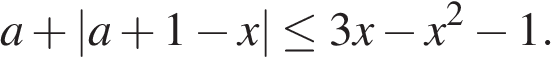 a + |a + 1 − x| ≤ 3x − x² − 1.